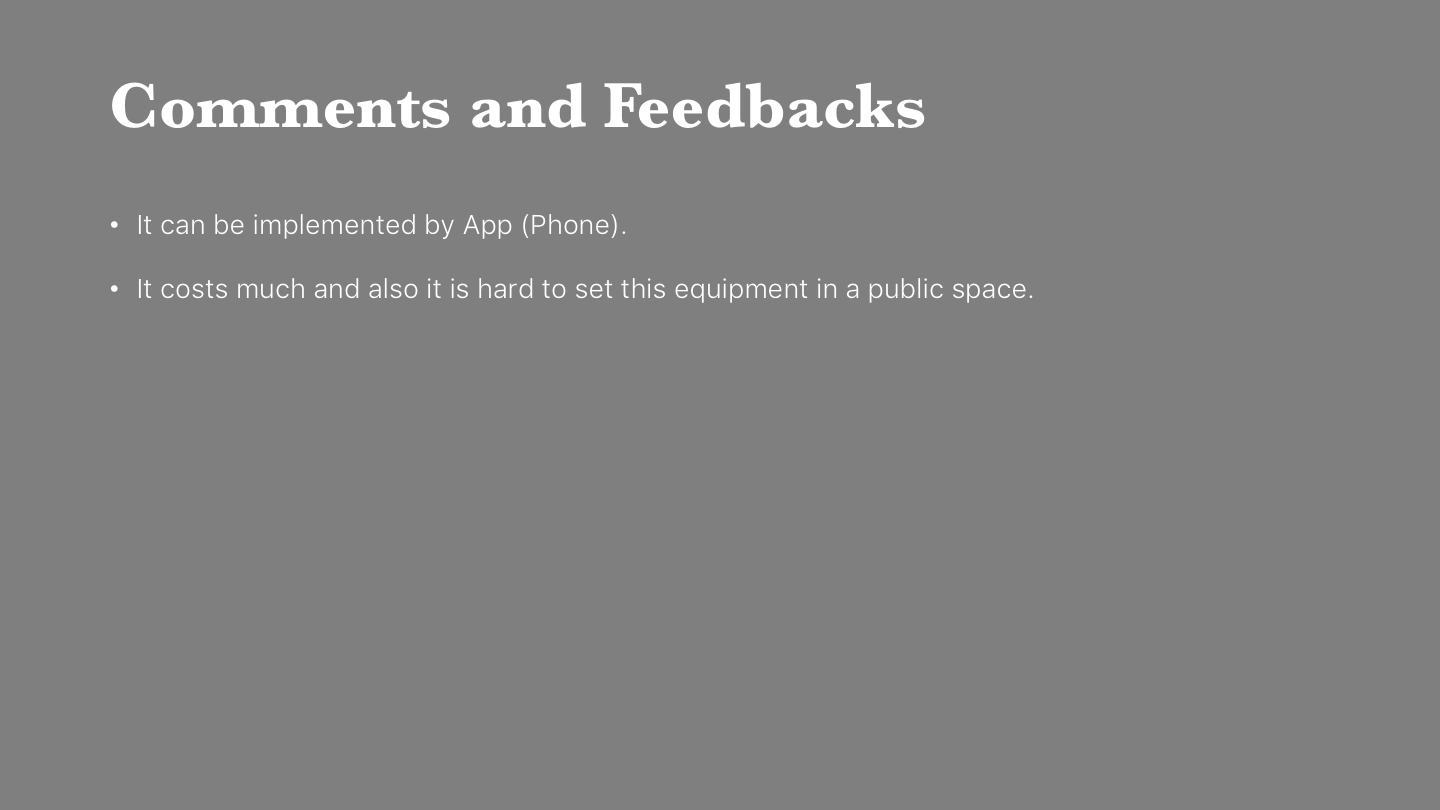 Comments and Feedbacks
• It can be implemented by App (Phone).
• It costs much and also it is hard to set this equipment in a public space.